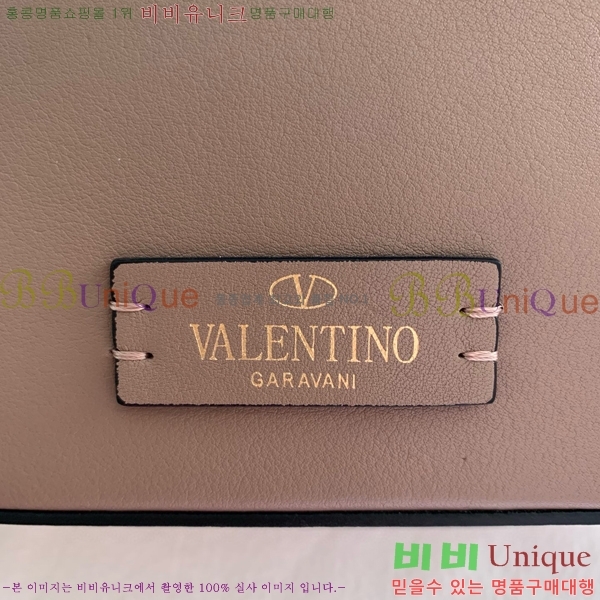 홍콩명품쇼핑몰 1위 비비유니크 명품구매대행
BBUniQue BBUniQue
V
VALENTINO
GARAVANI
비비 Unique
-본 이미지는 비비유니크에서 촬영한 100% 실사 이미지 입니다.-
믿을수 있는 명품구매대행